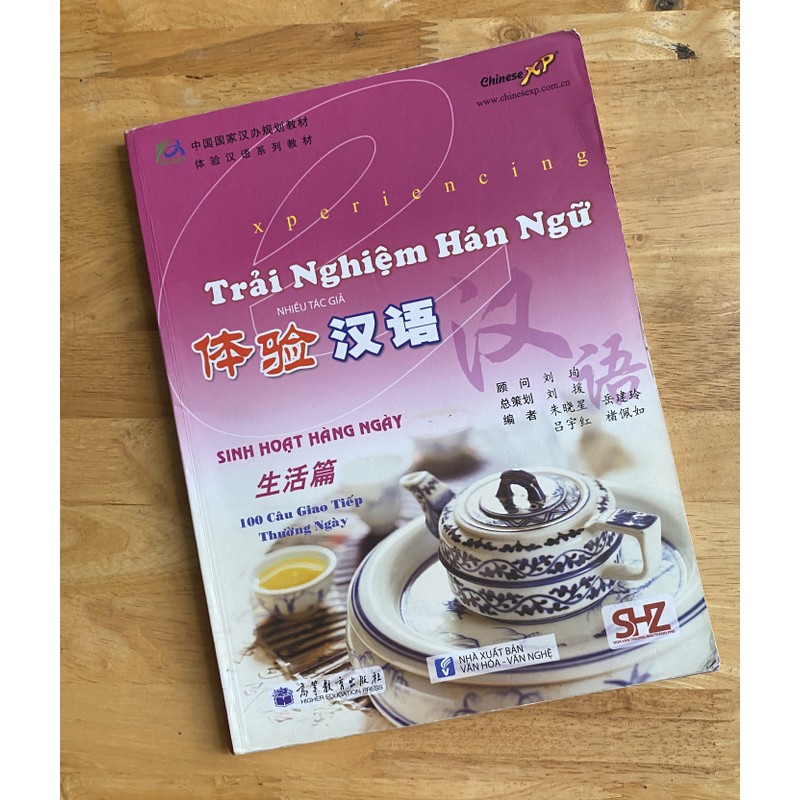 Chinese XP
www.chinesexp.com.cn
中国国家汉办规划教材
体验汉语系列教材
experiencing
Trải Nghiệm Hán Ngữ
NHIỀU TÁC GIẢ
体验汉语
汉语
顾问 刘珣
总策划 刘援
编者 朱晓星 岳建玲
吕宇红 褚佩如
SINH HOẠT HÀNG NGÀY
生活篇
100 Câu Giao Tiếp
Thường Ngày
SHZ
NHÀ XUẤT BẢN
VĂN HÓA - VĂN NGHỆ
高等教育出版社
HIGHER EDUCATION PRESS